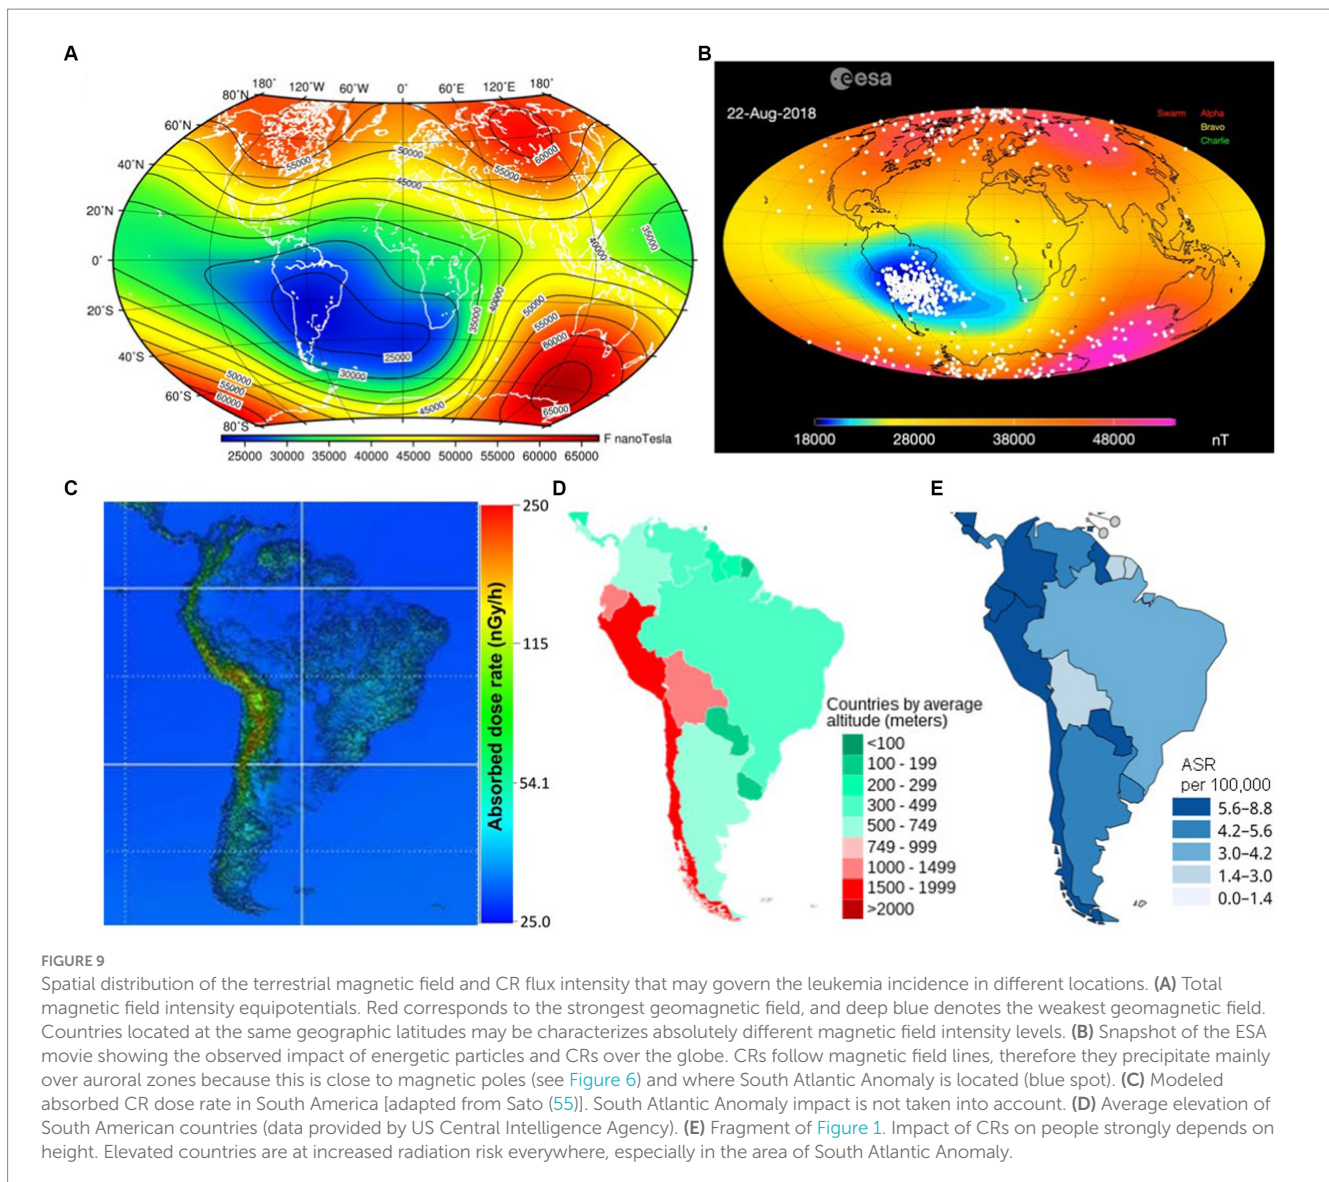 A
180˚ 120˚W 60˚W 0˚ 60˚E 120˚E 180˚
80˚N
60˚N
40˚N
20˚N
0˚
20˚S
40˚S
60˚S
80˚S
55000
50000
45000
55000
60000
40000
35000
40000
35000
50000
55000
60000
25000
30000
45000
65000
50000
55000
60000
F nanoTesla
25000 30000 35000 40000 45000 50000 55000 60000 65000
B
esa
22-Aug-2018
Swarm Alpha
Bravo
Charlie
18000 28000 38000 48000 nT
C
Absorbed dose rate (nGy/h)
250
115
54.1
25.0
D
Countries by average
altitude (meters)
<100
100 - 199
200 - 299
300 - 499
500 - 749
749 - 999
1000 - 1499
1500 - 1999
>2000
E
ASR
per 100,000
5.6–8.8
4.2–5.6
3.0–4.2
1.4–3.0
0.0–1.4
FIGURE 9
Spatial distribution of the terrestrial magnetic field and CR flux intensity that may govern the leukemia incidence in different locations. (A) Total
magnetic field intensity equipotentials. Red corresponds to the strongest geomagnetic field, and deep blue denotes the weakest geomagnetic field.
Countries located at the same geographic latitudes may be characterizes absolutely different magnetic field intensity levels. (B) Snapshot of the ESA
movie showing the observed impact of energetic particles and CRs over the globe. CRs follow magnetic field lines, therefore they precipitate mainly
over auroral zones because this is close to magnetic poles (see Figure 6) and where South Atlantic Anomaly is located (blue spot). (C) Modeled
absorbed CR dose rate in South America [adapted from Sato (55)]. South Atlantic Anomaly impact is not taken into account. (D) Average elevation of
South American countries (data provided by US Central Intelligence Agency). (E) Fragment of Figure 1. Impact of CRs on people strongly depends on
height. Elevated countries are at increased radiation risk everywhere, especially in the area of South Atlantic Anomaly.